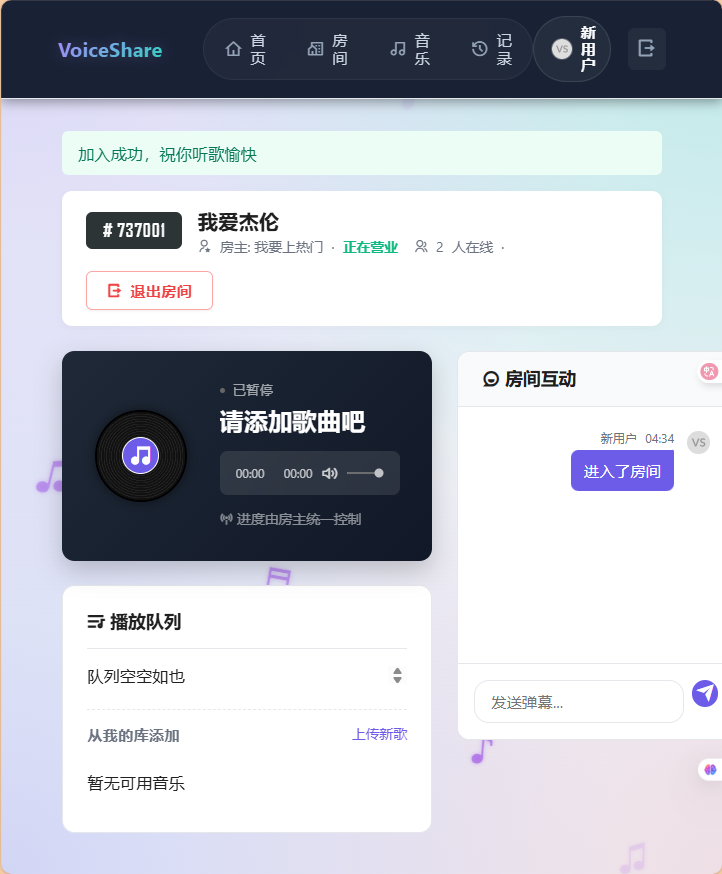 VoiceShare
首页
房间
音乐
记录
VS
新用户
加入成功，祝你听歌愉快
# 737001
我爱杰伦
房主: 我要上热门 · 正在营业 2 人在线 ·
退出房间
已暂停
请添加歌曲吧
00:00 00:00
进度由房主统一控制
播放队列
队列空空如也
从我的库添加 上传新歌
暂无可用音乐
房间互动
新用户 04:34
VS
进入了房间
发送弹幕...